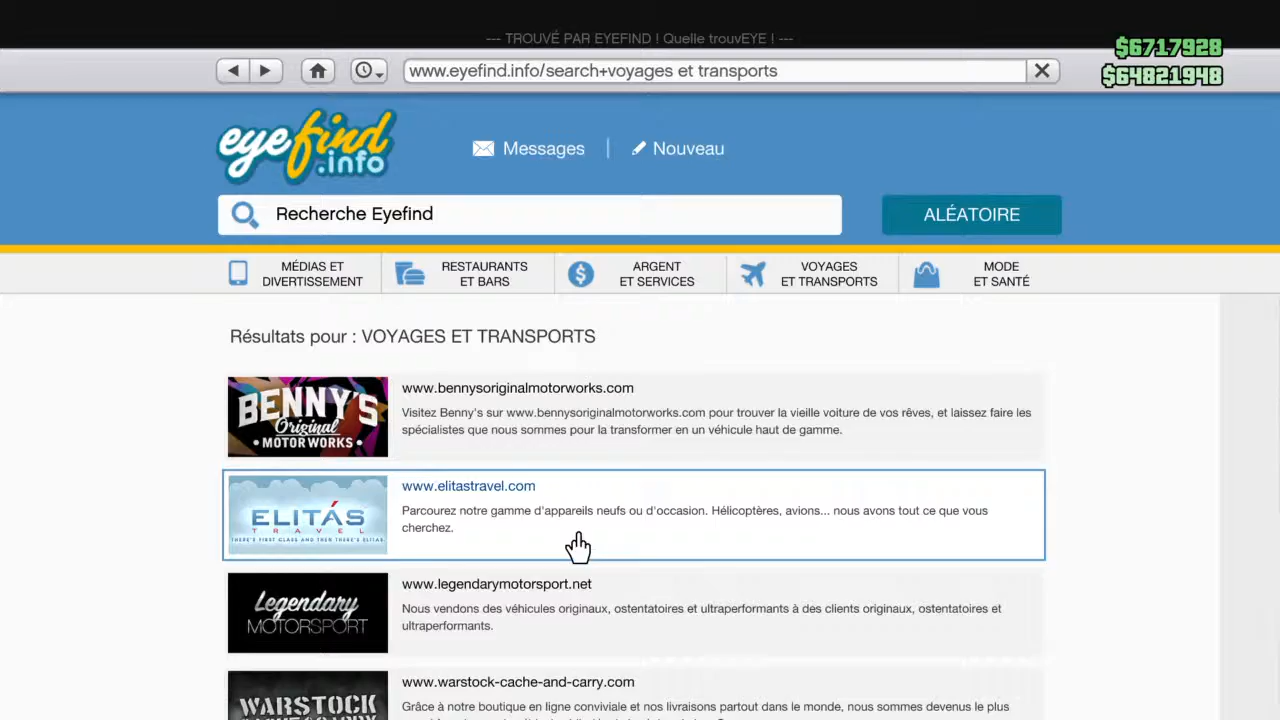 --- TROUVÉ PAR EYEFIND ! Quelle trouvEYE ! ---
$6717928
www.eyefind.info/search+voyages et transports
$64821948
eyefind.info
Messages
Nouveau
Recherche Eyefind
ALÉATOIRE
MÉDIAS ET
DIVERTISSEMENT
RESTAURANTS
ET BARS
ARGENT
ET SERVICES
VOYAGES
ET TRANSPORTS
MODE
ET SANTÉ
Résultats pour : VOYAGES ET TRANSPORTS
BENNY'S
Original
• MOTOR WORKS •
www.bennysoriginalmotorworks.com
Visitez Benny's sur www.bennysoriginalmotorworks.com pour trouver la vieille voiture de vos rêves, et laissez faire les
spécialistes que nous sommes pour la transformer en un véhicule haut de gamme.
ELITÁS
TRAVEL
THERE'S FIRST CLASS AND THEN THERE'S ELITAS
www.elitastravel.com
Parcourez notre gamme d'appareils neufs ou d'occasion. Hélicoptères, avions... nous avons tout ce que vous
cherchez.
Legendary
MOTORSPORT
www.legendarymotorsport.net
Nous vendons des véhicules originaux, ostentatoires et ultraperformants à des clients originaux, ostentatoires et
ultraperformants.
WARSTOCK
www.warstock-cache-and-carry.com
Grâce à notre boutique en ligne conviviale et nos livraisons partout dans le monde, nous sommes devenus le plus